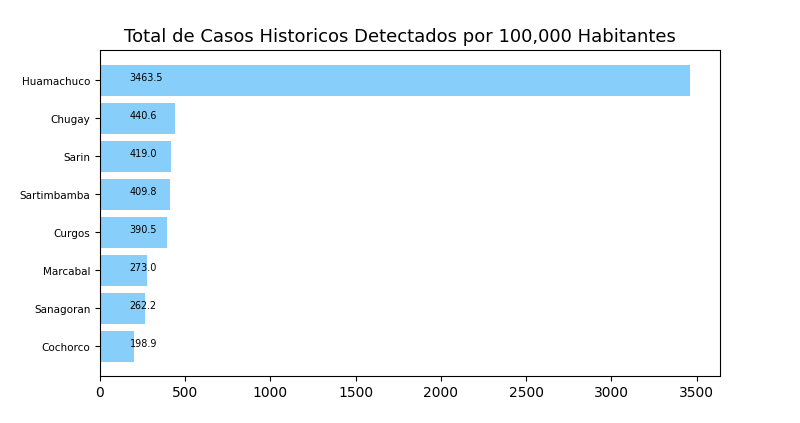 Total de Casos Historicos Detectados por 100,000 Habitantes
Huamachuco 3463.5
Chugay 440.6
Sarin 419.0
Sartimbamba 409.8
Curgos 390.5
Marcabal 273.0
Sanagoran 262.2
Cochorco 198.9
0 500 1000 1500 2000 2500 3000 3500